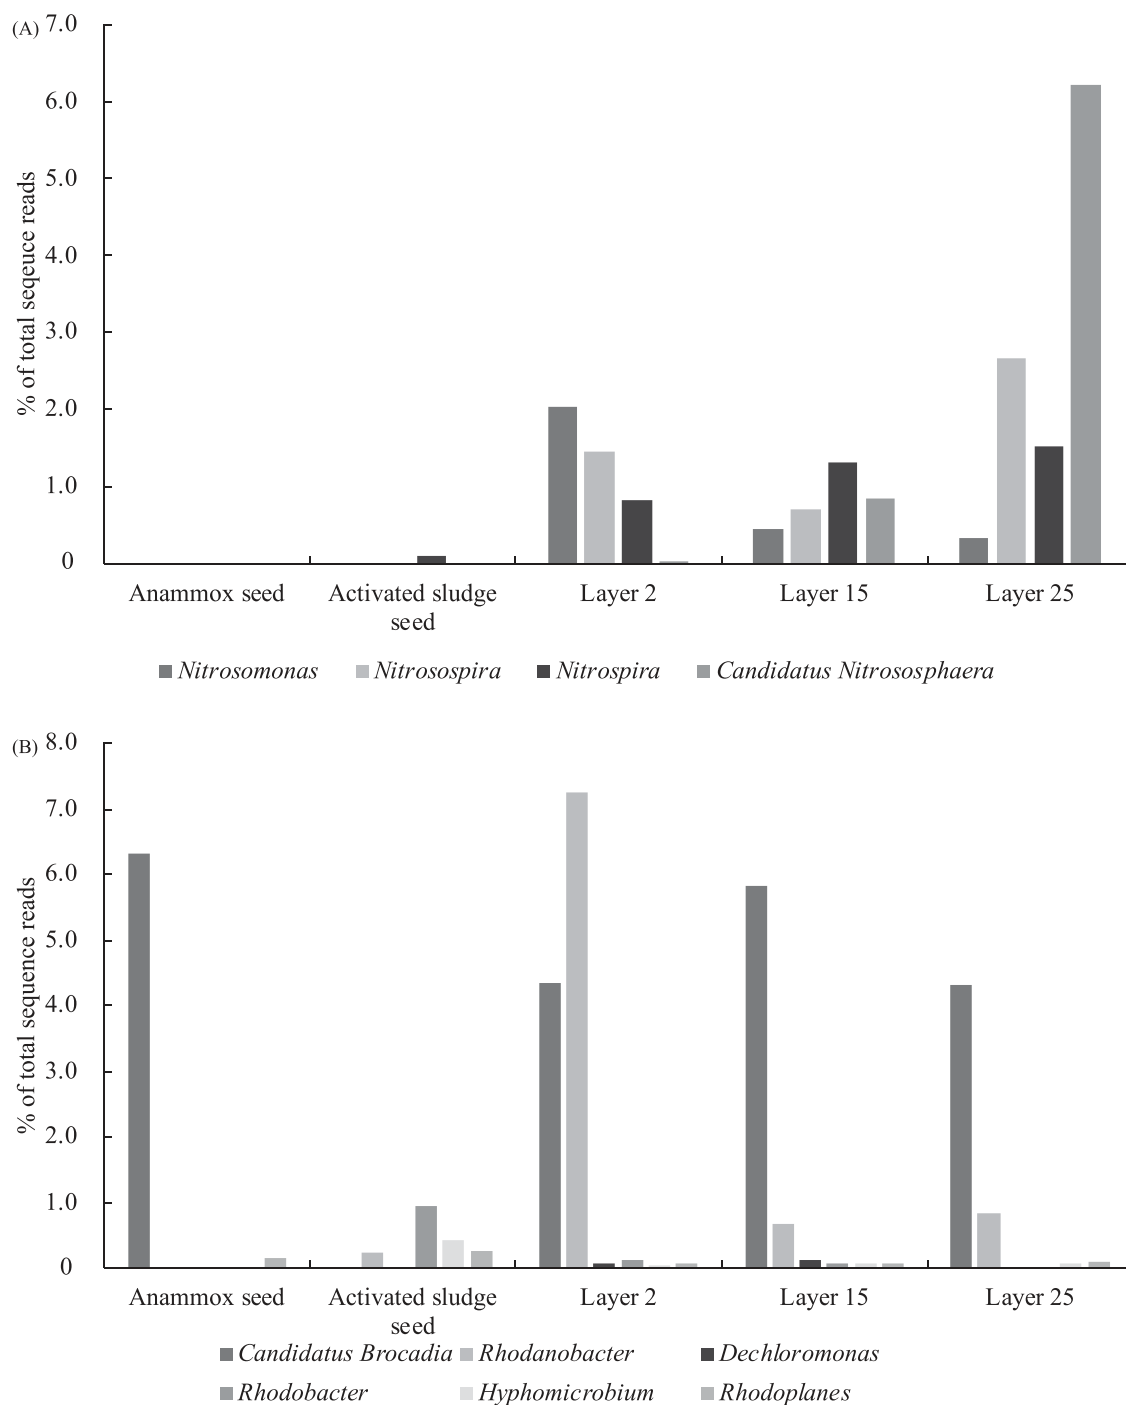 (A)
7.0
6.0
5.0
4.0
3.0
2.0
1.0
0
% of total seqeuce reads
Anammox seed
Activated sludge
seed
Layer 2
Layer 15
Layer 25
Nitrosomonas
Nitrosospira
Nitrospira
Candidatus Nitrososphaera
(B)
8.0
7.0
6.0
5.0
4.0
3.0
2.0
1.0
0
% of total sequence reads
Anammox seed
Activated sludge
seed
Layer 2
Layer 15
Layer 25
Candidatus Brocadia
Rhodanobacter
Dechloromonas
Rhodobacter
Hyphomicrobium
Rhodoplanes